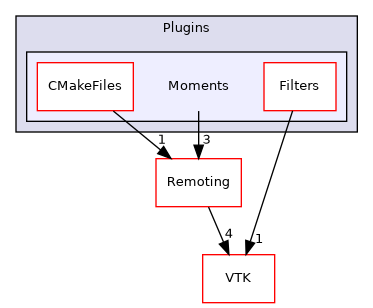 Plugins
CMakeFiles
Moments
Filters
1
3
Remoting
4
1
VTK